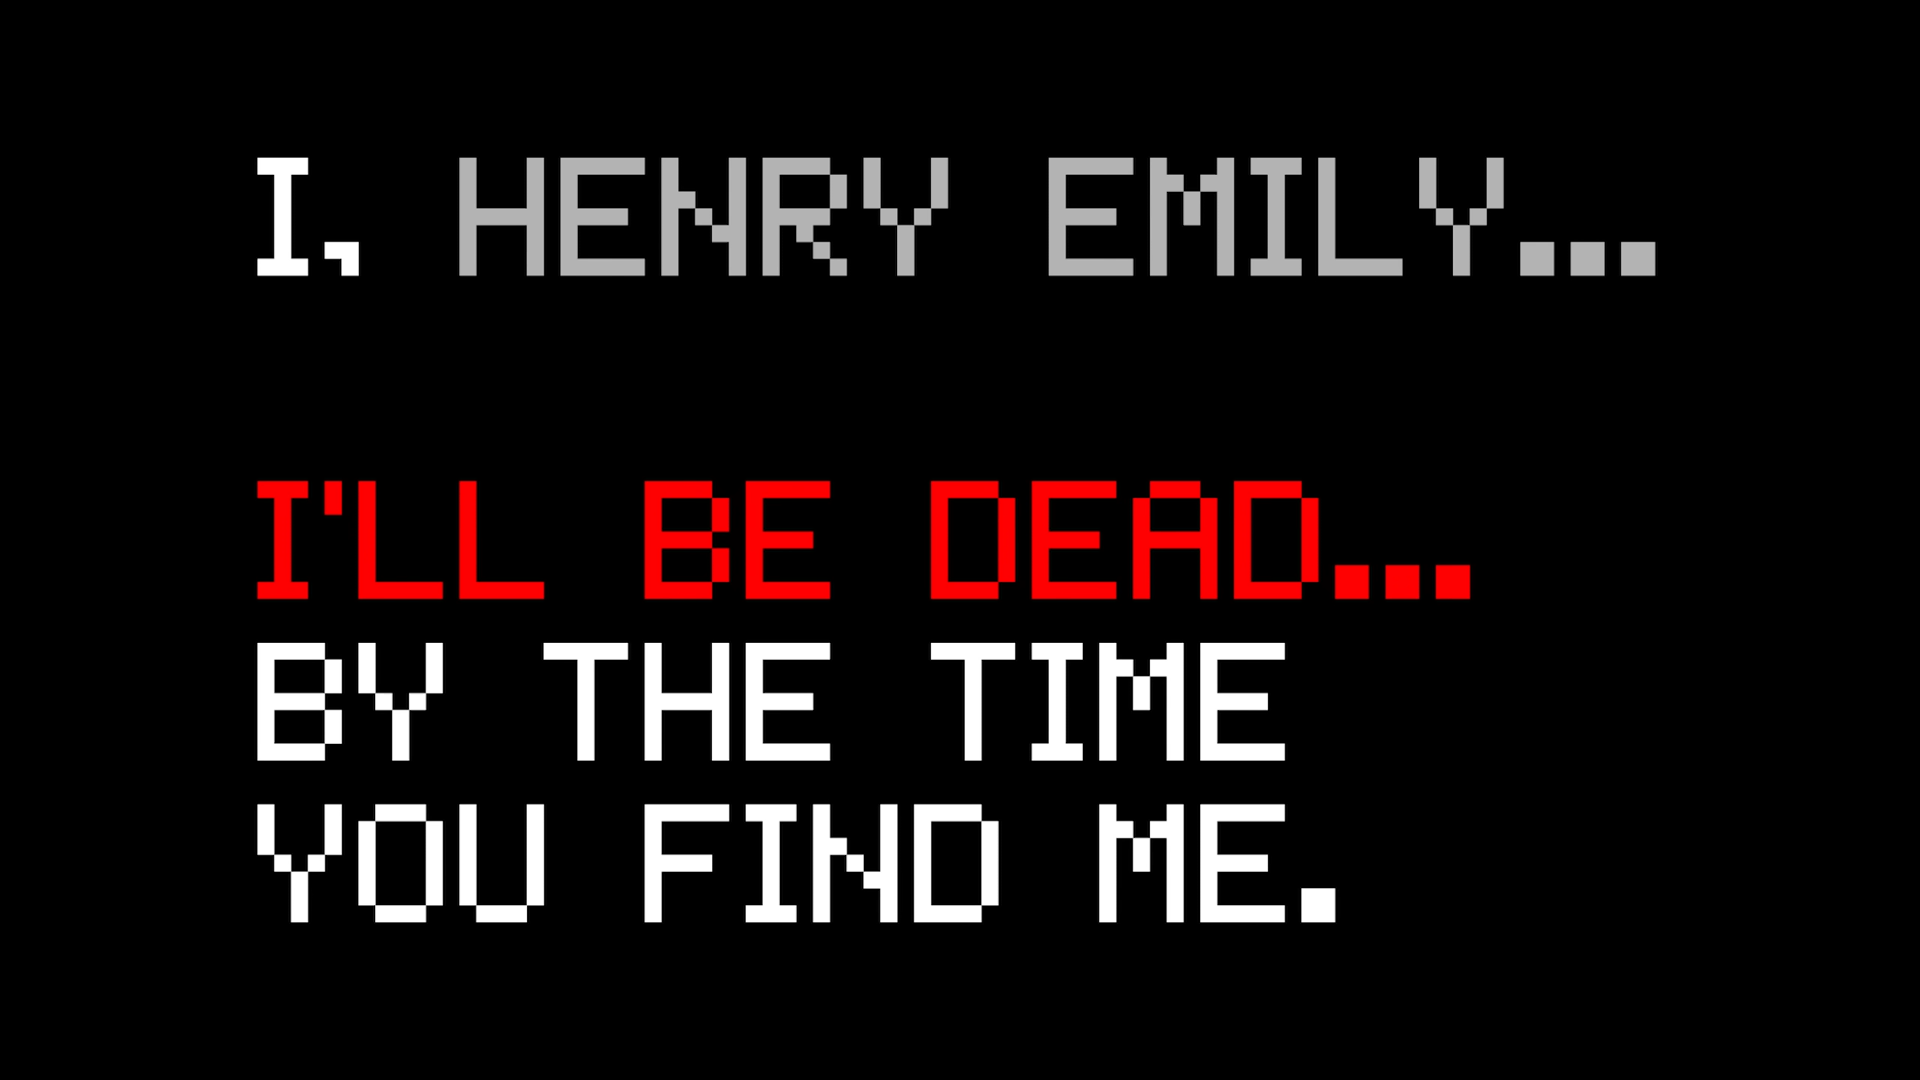 I, HENRY EMILY...
I'LL BE DEAD...
BY THE TIME
YOU FIND ME.